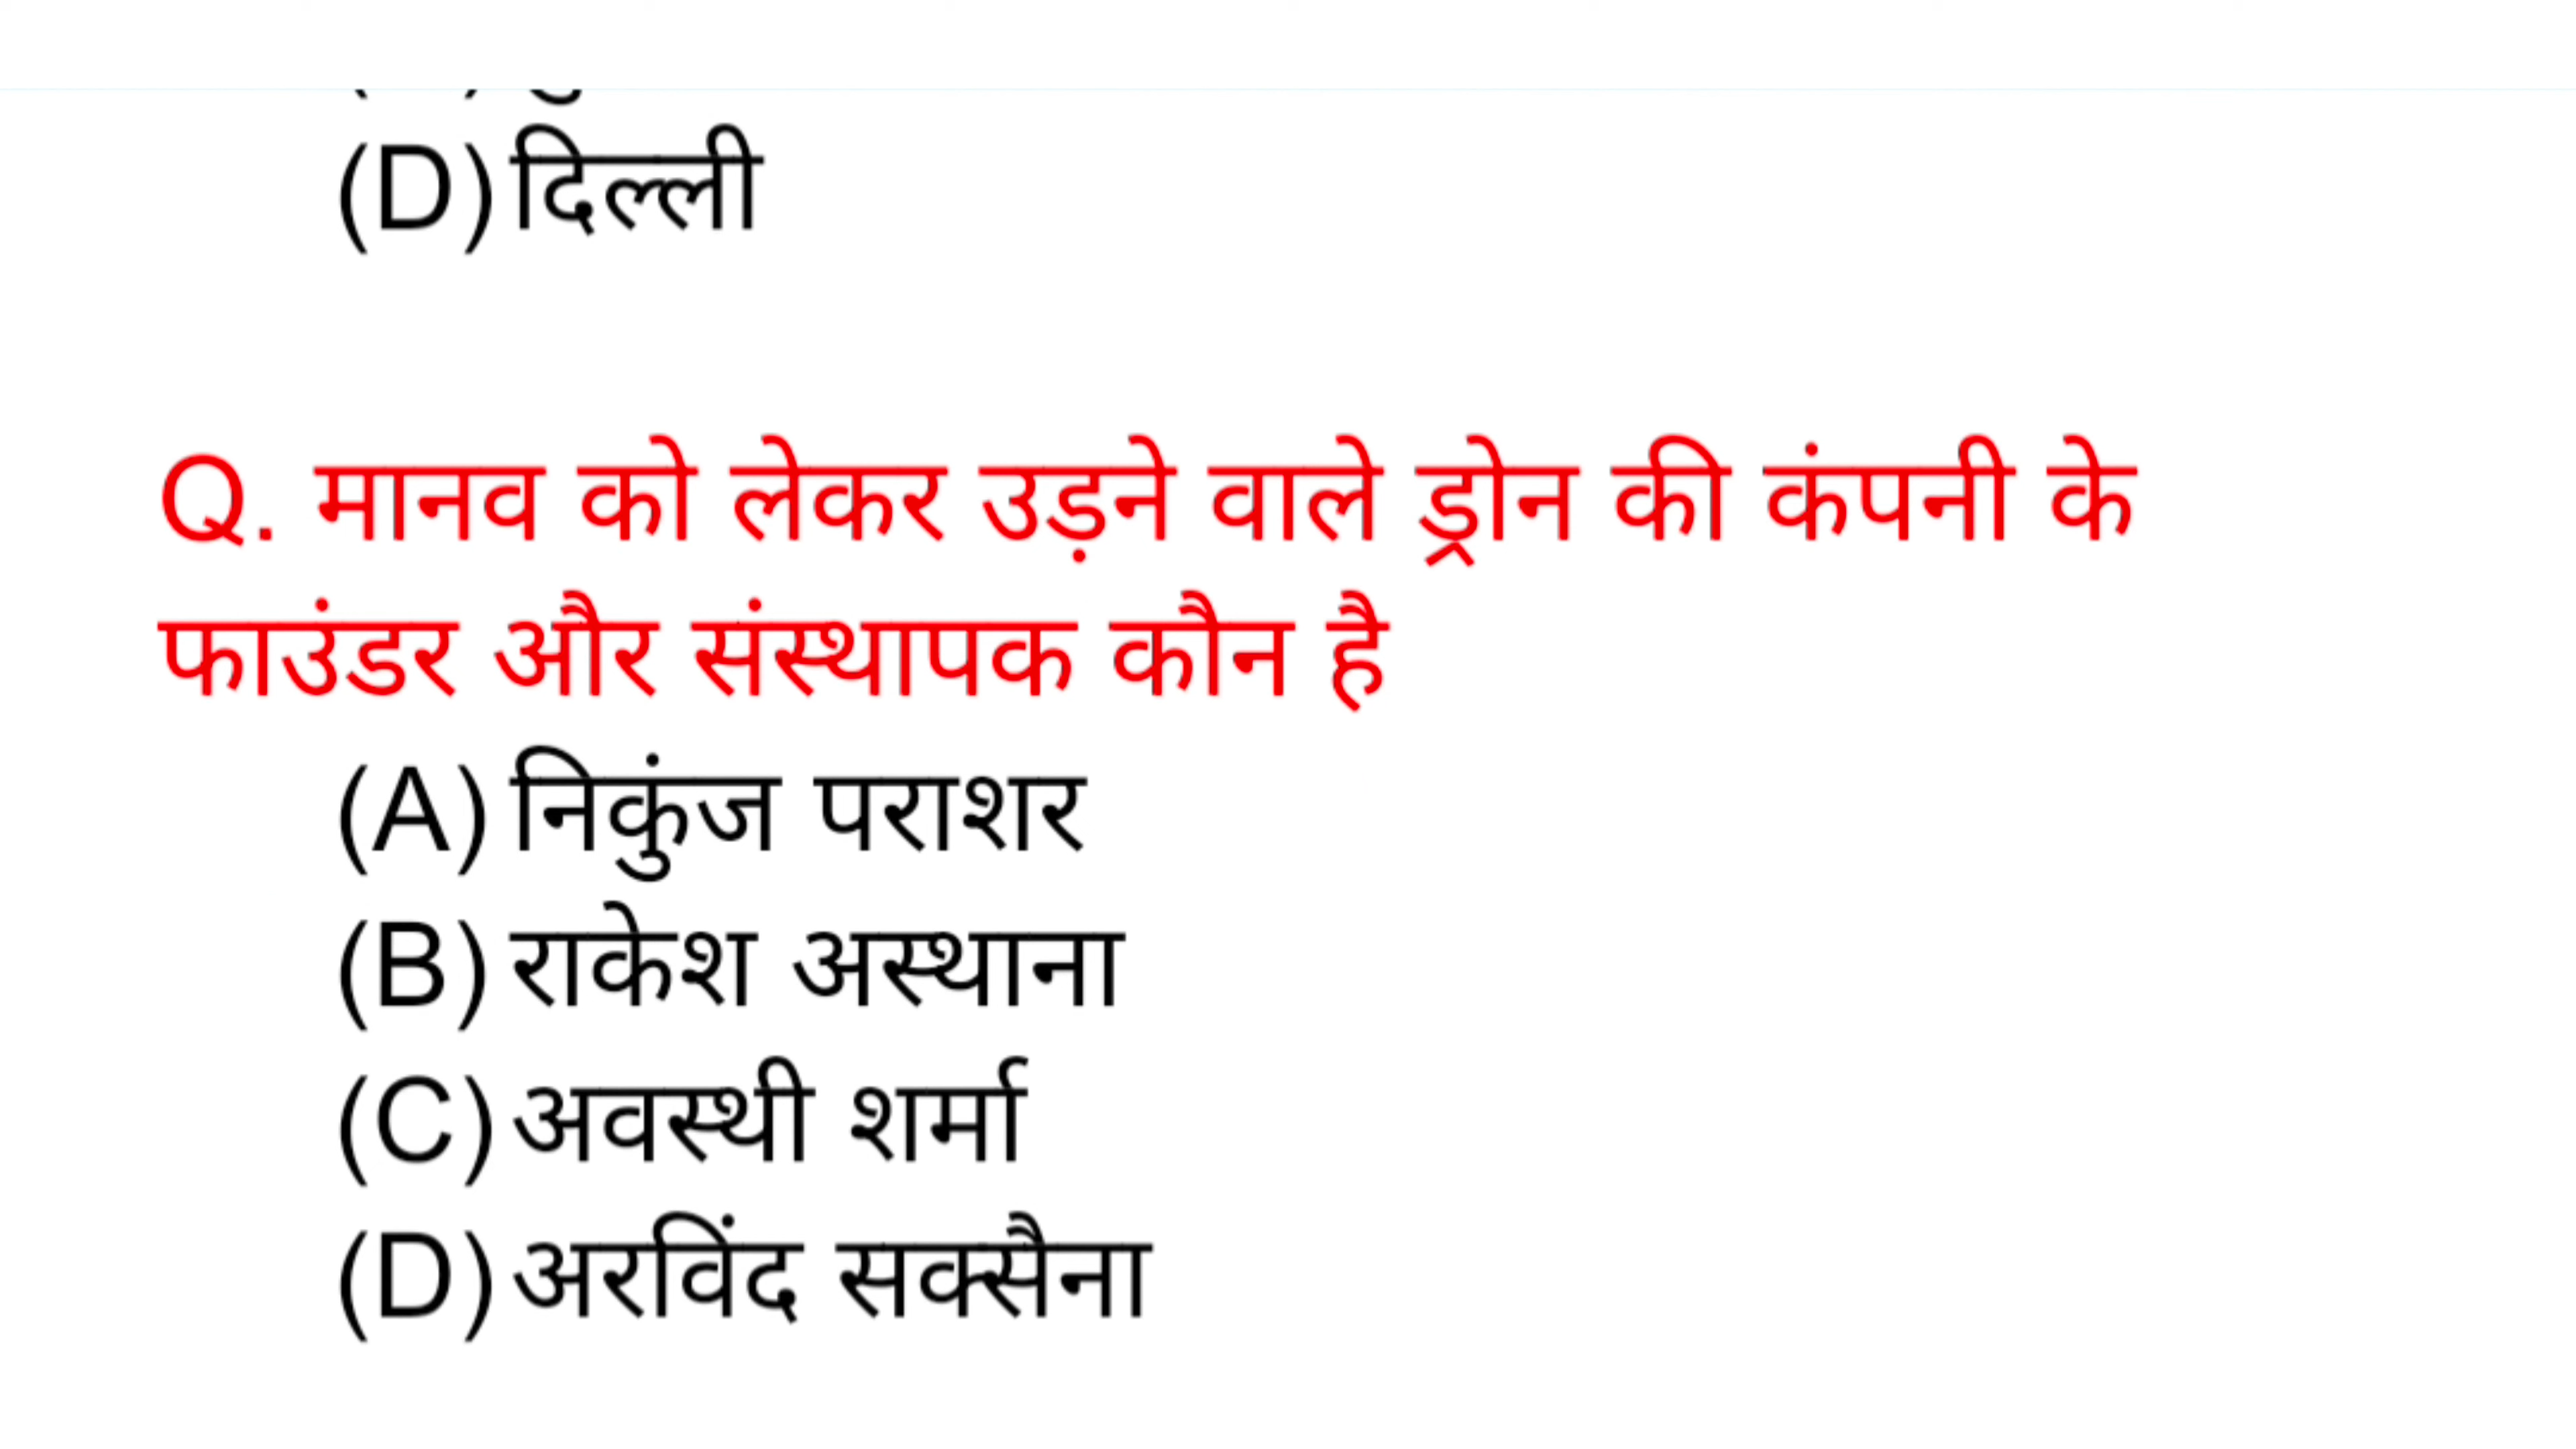 (D) दिल्ली
Q. मानव को लेकर उड़ने वाले ड्रोन की कंपनी के
फाउंडर और संस्थापक कौन है
(A) निकुंज पराशर
(B) राकेश अस्थाना
(C) अवस्थी शर्मा
(D) अरविंद सक्सैना